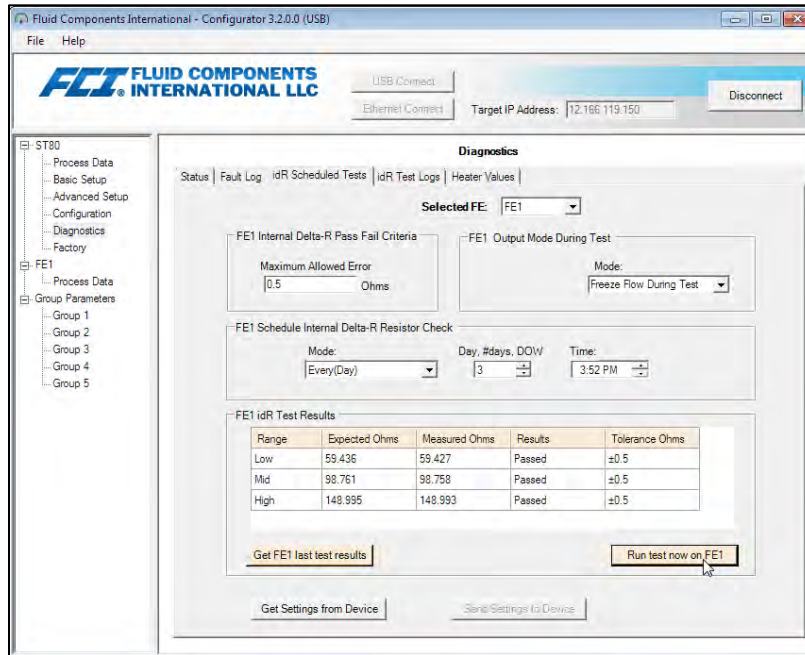 Fluid Components International - Configurator 3.2.0.0 (USB)
File Help
FCI. FLUID COMPONENTS
INTERNATIONAL LLC
USB Connect
Ethernet Connect
Target IP Address: 12.166.119.150
Disconnect
ST80
Process Data
Basic Setup
Advanced Setup
Configuration
Diagnostics
Factory
FE1
Process Data
Group Parameters
Group 1
Group 2
Group 3
Group 4
Group 5
Diagnostics
Status Fault Log idR Scheduled Tests idR Test Logs Heater Values
Selected FE: FE1
FE1 Internal Delta-R Pass Fail Criteria
Maximum Allowed Error
0.5 Ohms
FE1 Output Mode During Test
Mode:
Freeze Flow During Test
FE1 Schedule Internal Delta-R Resistor Check
Mode: Day, #days, DOW Time:
Every(Day) 3 3:52 PM
FE1 idR Test Results
Range Expected Ohms Measured Ohms Results Tolerance Ohms
Low 59.436 59.427 Passed ±0.5
Mid 98.761 98.758 Passed ±0.5
High 148.995 148.993 Passed ±0.5
Get FE1 last test results
Run test now on FE1
Get Settings from Device
Send Settings to Device